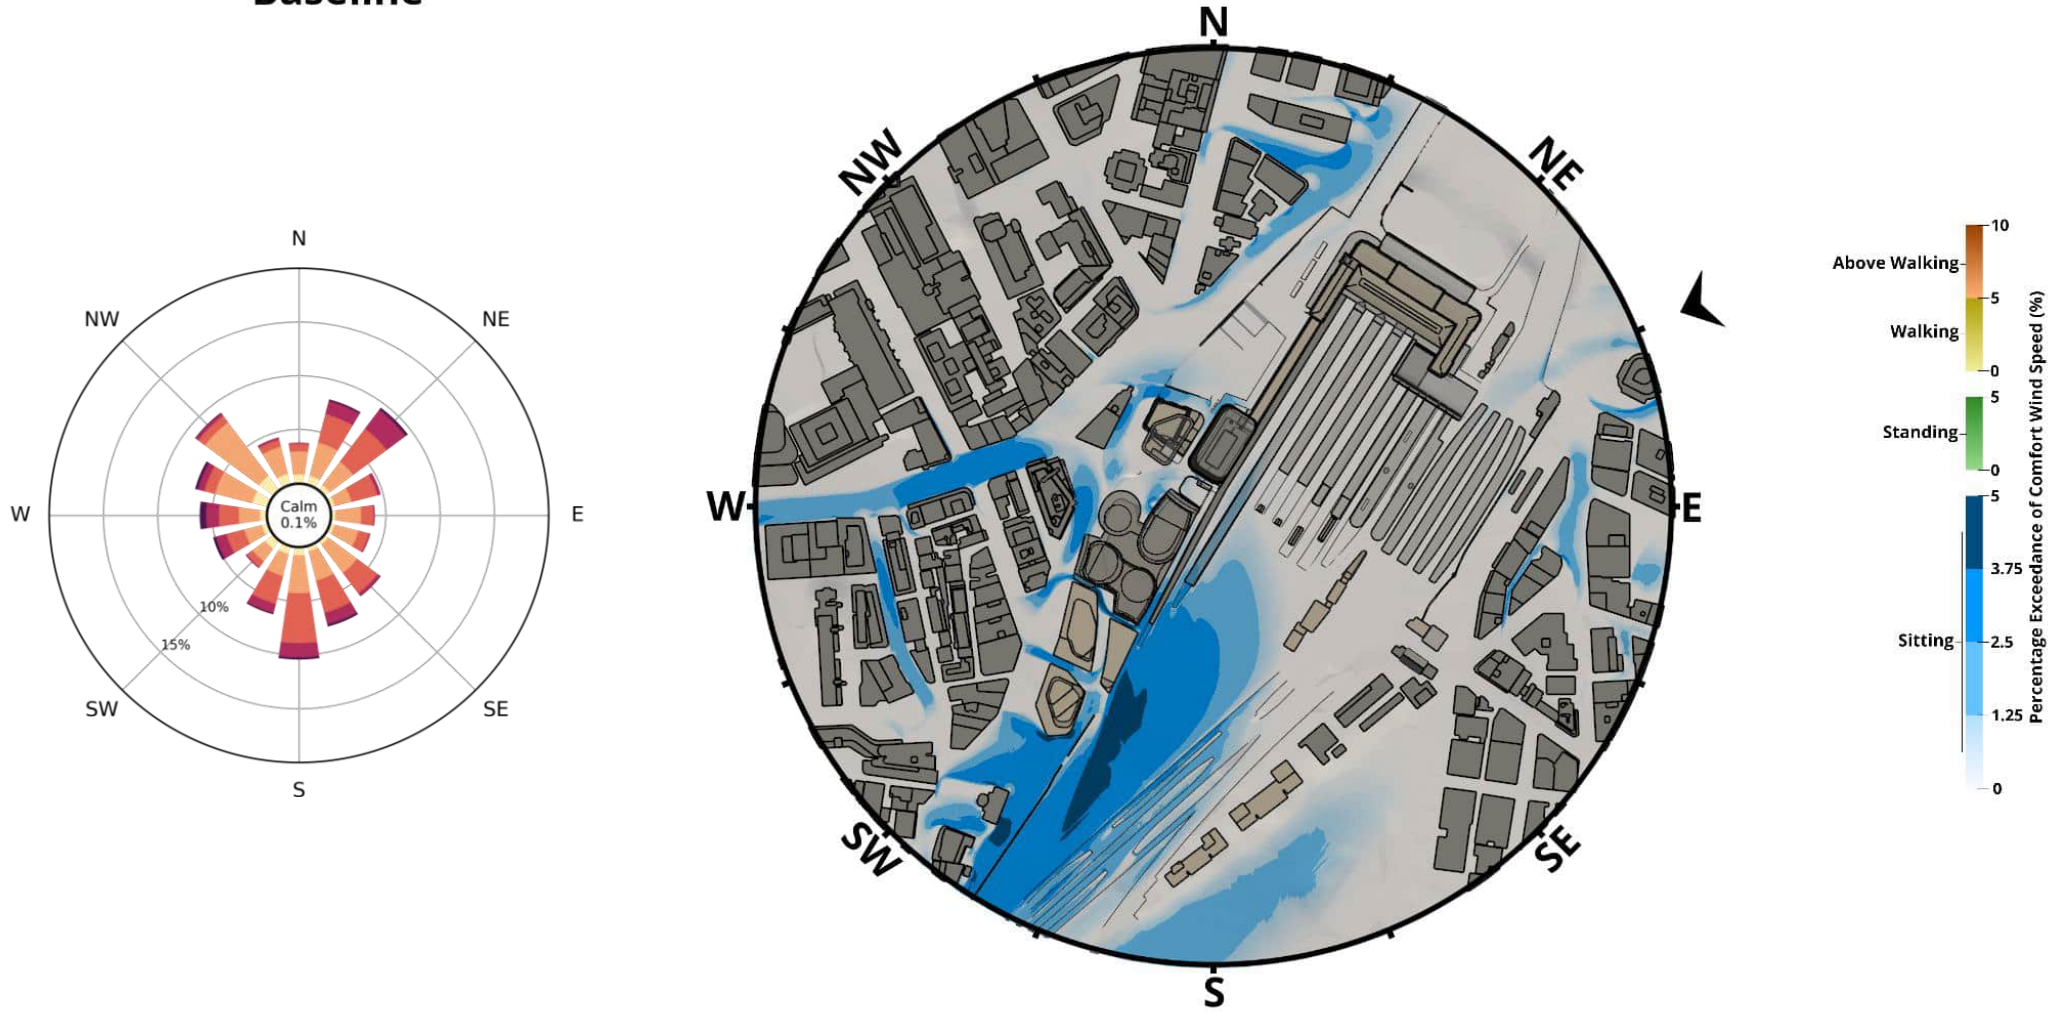 Baseline
N
NW
NE
W
E
SW
SE
S
Calm
0.1%
10%
15%
N
NW
NE
W
E
SW
SE
S
Above Walking
Walking
Standing
Sitting
10
5
0
5
0
5
3.75
2.5
1.25
0
Percentage Exceedance of Comfort Wind Speed (%)